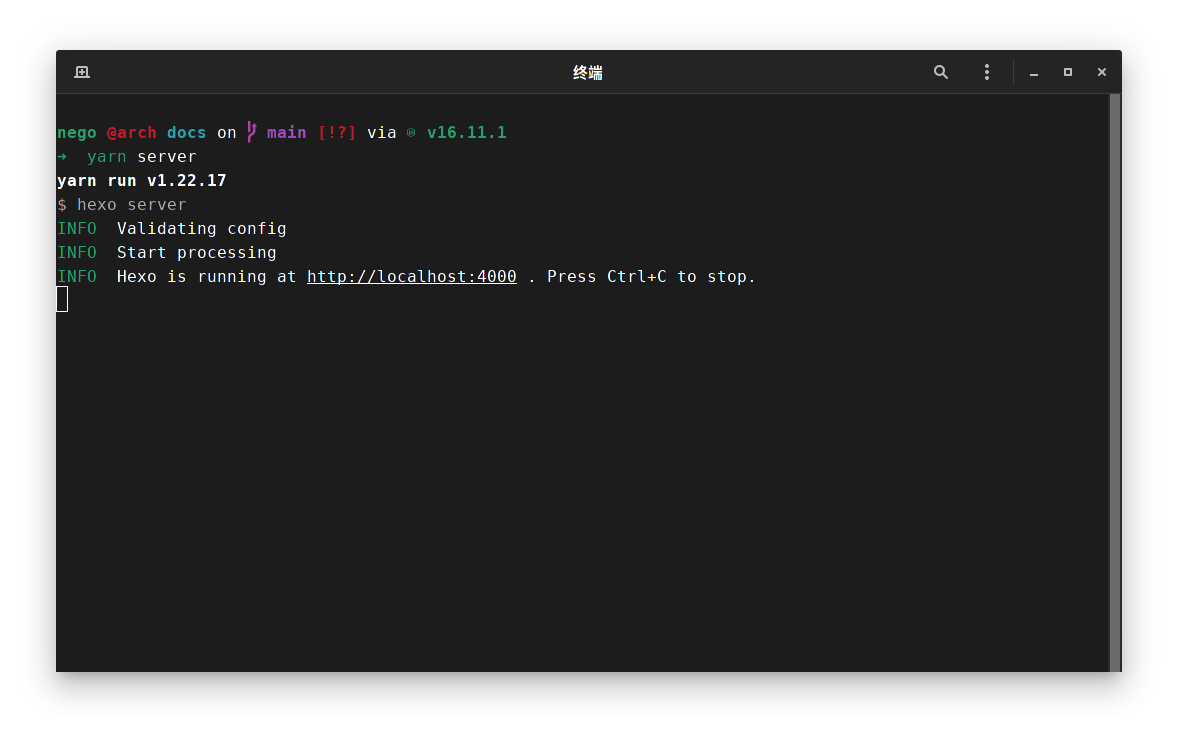 终端
nego @arch docs on main [!?] via v16.11.1
➜ yarn server
yarn run v1.22.17
$ hexo server
INFO Validating config
INFO Start processing
INFO Hexo is running at http://localhost:4000 . Press Ctrl+C to stop.